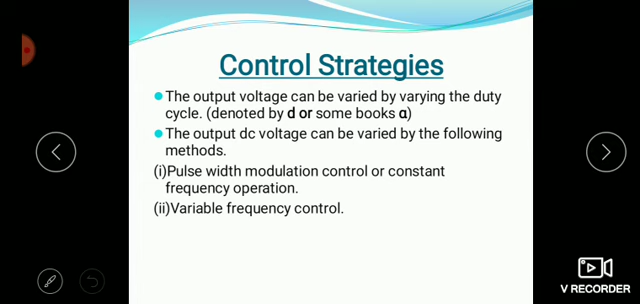 Control Strategies
The output voltage can be varied by varying the duty
cycle. (denoted by d or some books α)
The output dc voltage can be varied by the following
methods.
(i)Pulse width modulation control or constant
frequency operation.
(ii)Variable frequency control.
V RECORDER